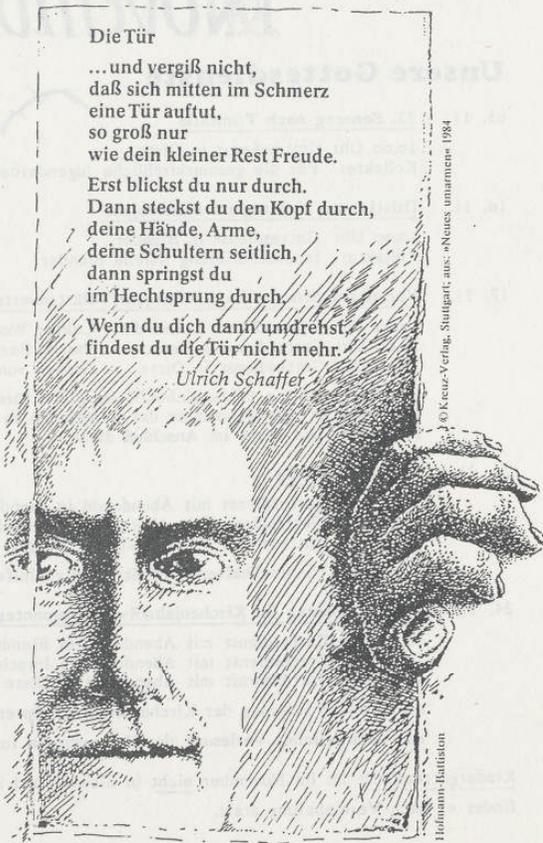 Die Tür
...und vergiß nicht,
daß sich mitten im Schmerz
eine Tür auftut,
so groß nur
wie dein kleiner Rest Freude.
Erst blickst du nur durch.
Dann steckst du den Kopf durch,
deine Hände, Arme,
deine Schultern seitlich,
dann springst du
im Hechtsprung durch.
Wenn du dich dann umdrehst,
findest du die Tür nicht mehr.
Ulrich Schaffer
© Kreuz-Verlag, Stuttgart; aus: »Neues umarmen« 1984
Hofmann-Battiston